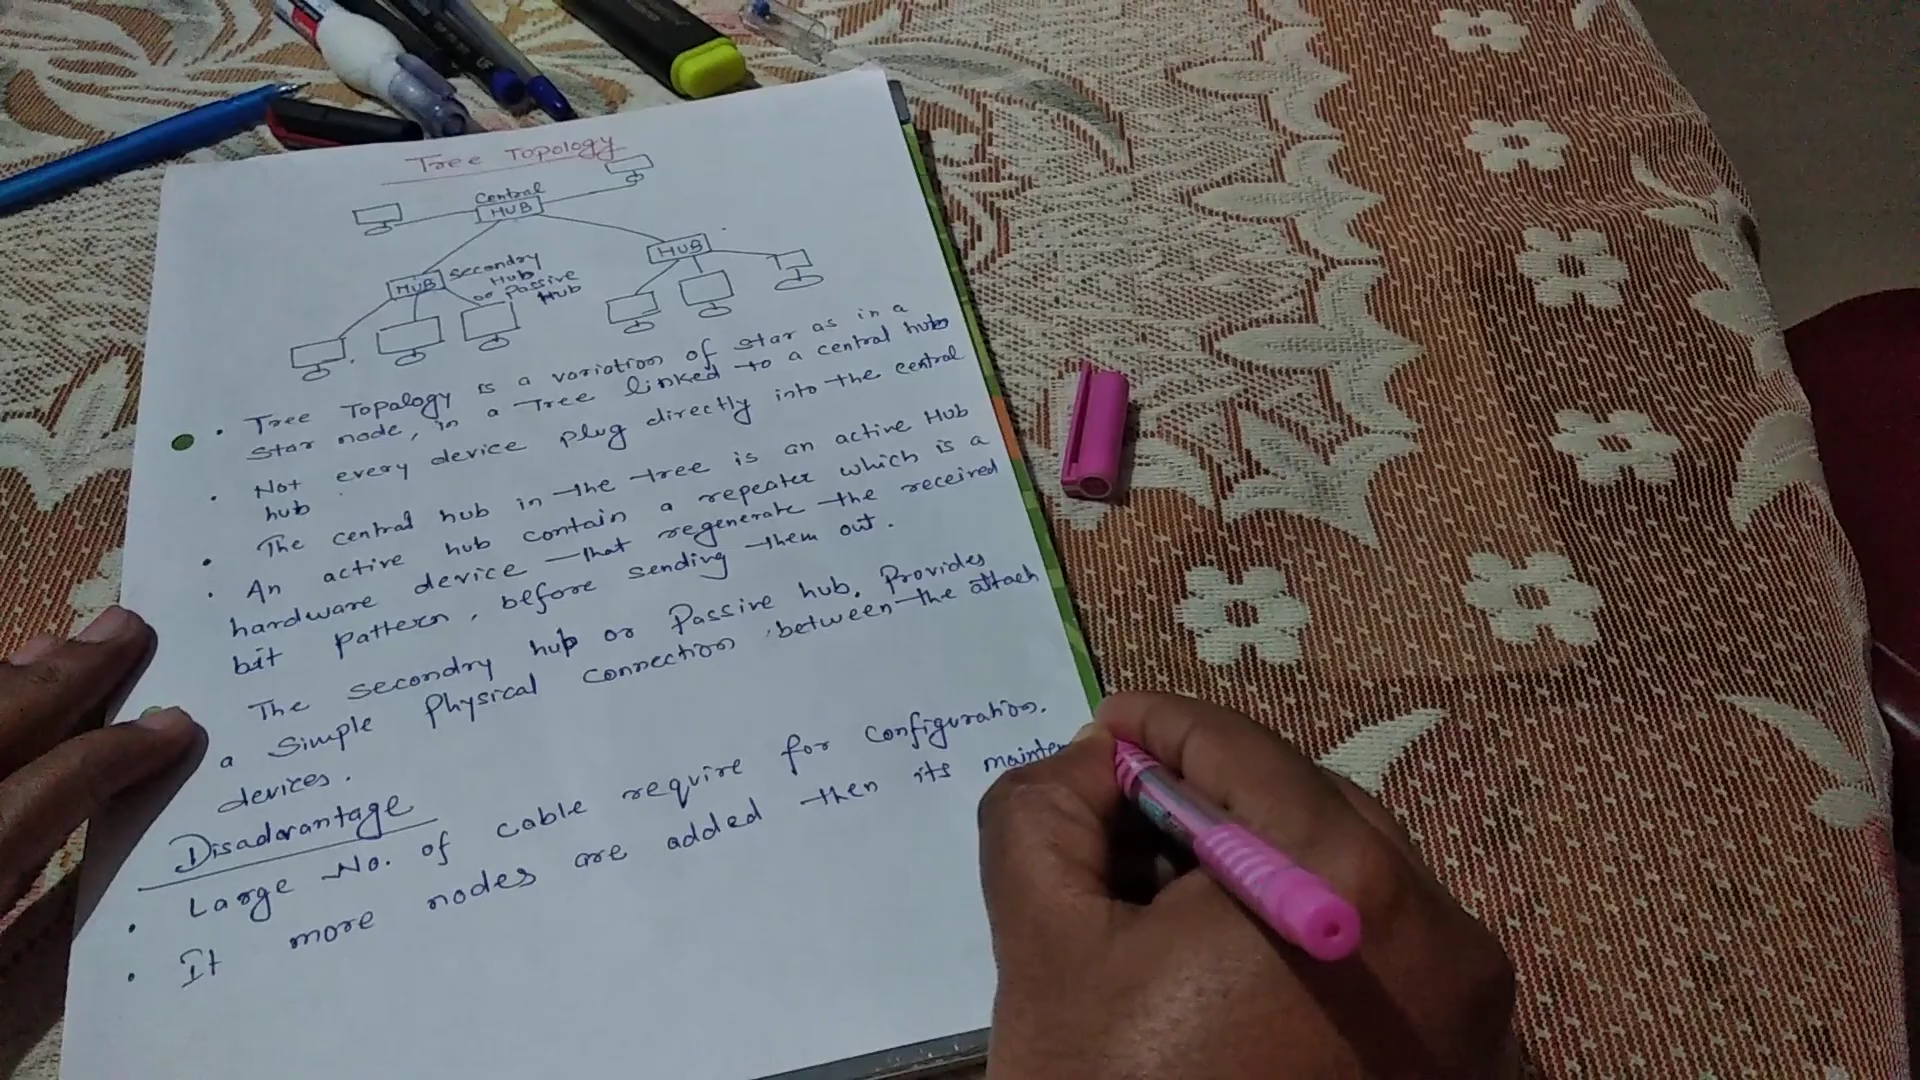 Tree Topology
Central
HUB
HUB
HUB
Secondry
Hub
or Passive
Hub
• Tree Topalogy is a variation of star as in a
star node, in a Tree linked to a central hub
• Not every device plug directly into the central
hub
• The central hub in the tree is an active Hub
• An active hub contain a repeater which is a
hardware device that regenerate the received
bit pattern, before sending them out.
The secondry hub or Passive hub. Provides
a simple Physical connection between the attach
devices.
Disadavantage
• Large No. of cable require for configuration.
• It more nodes are added then its mainten